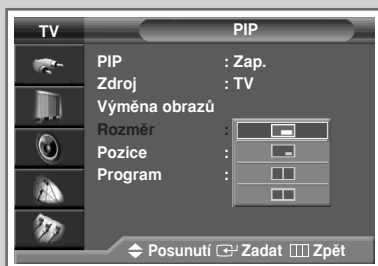 TV PIP
PIP : Zap.
Zdroj : TV
Výměna obrazů
Rozměr :
Pozice :
Program :
Posunutí Zadat Zpět